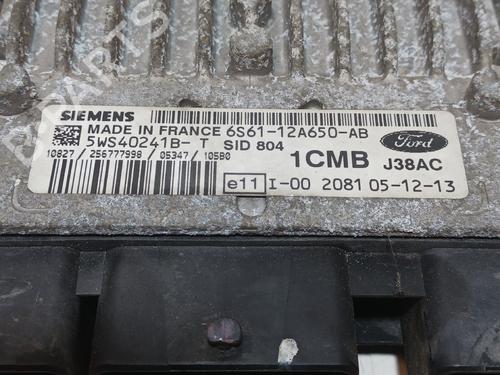 SIEMENS
MADE IN FRANCE 6S61-12A650-AB
5WS40241B- T SID 804
10827 / 256777998 / 05347 / 105B0
1CMB J38AC
Ford
e11 I-00 2081 05-12-13